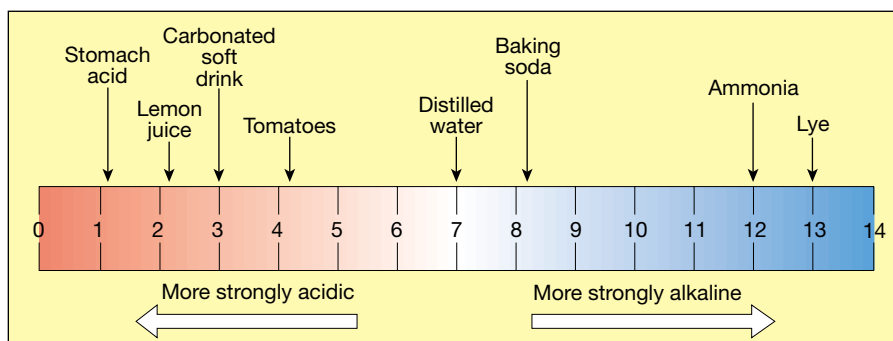 Stomach
acid
Lemon
juice
Carbonated
soft
drink
Tomatoes
Distilled
water
Baking
soda
Ammonia
Lye
0 1 2 3 4 5 6 7 8 9 10 11 12 13 14
More strongly acidic
More strongly alkaline